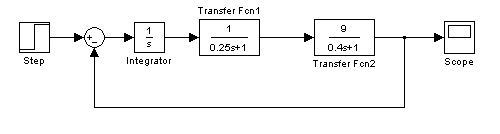 Transfer Fcn1
+
−
1
s
1
0.25s+1
9
0.4s+1
Step
Integrator
Transfer Fcn2
Scope